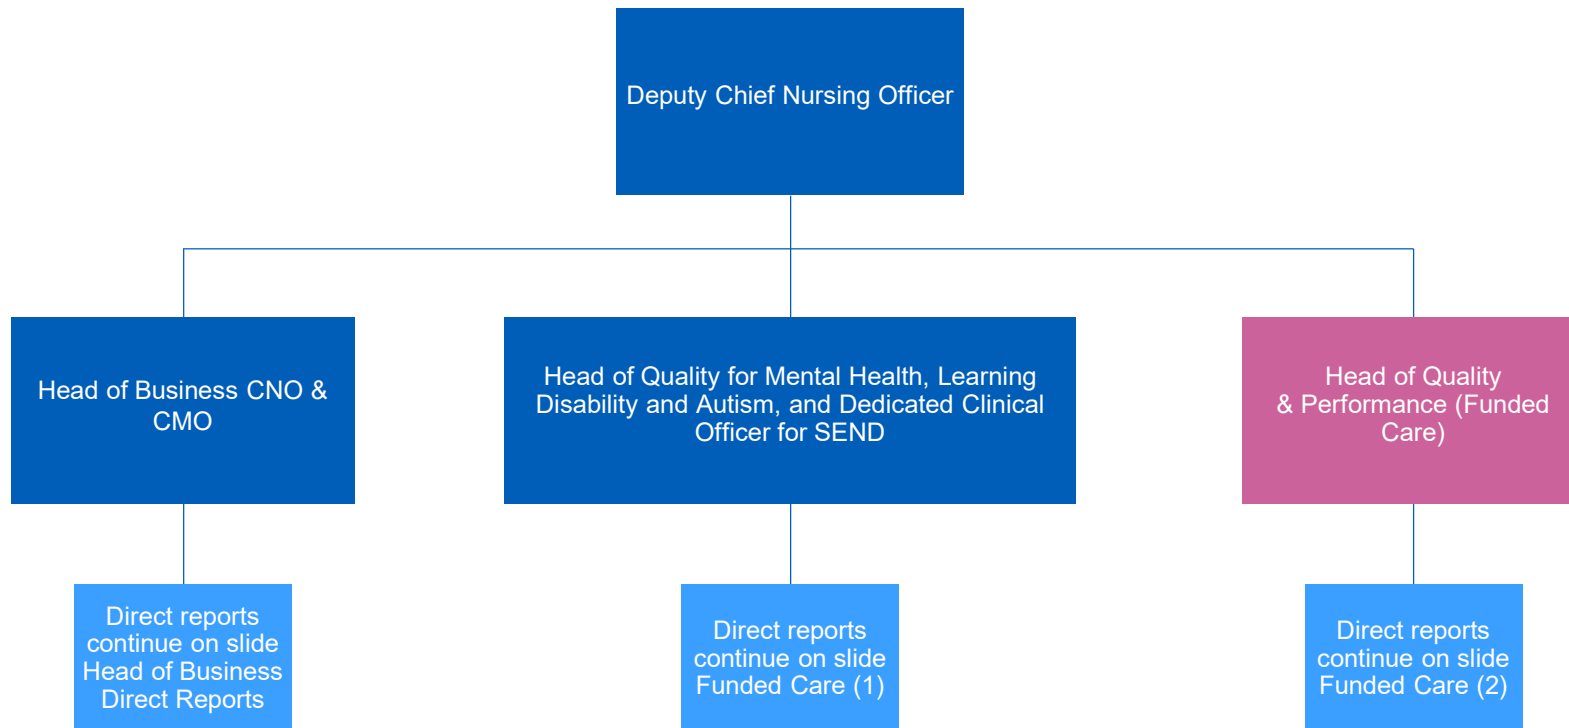 Deputy Chief Nursing Officer
Head of Business CNO &
CMO
Head of Quality for Mental Health, Learning
Disability and Autism, and Dedicated Clinical
Officer for SEND
Head of Quality
& Performance (Funded
Care)
Direct reports
continue on slide
Head of Business
Direct Reports
Direct reports
continue on slide
Funded Care (1)
Direct reports
continue on slide
Funded Care (2)